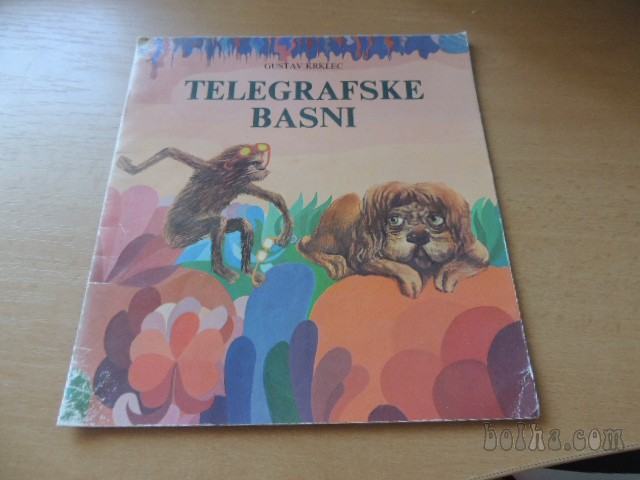 GUSTAV KRKLEC
TELEGRAFSKE
BASNI
bolha.com